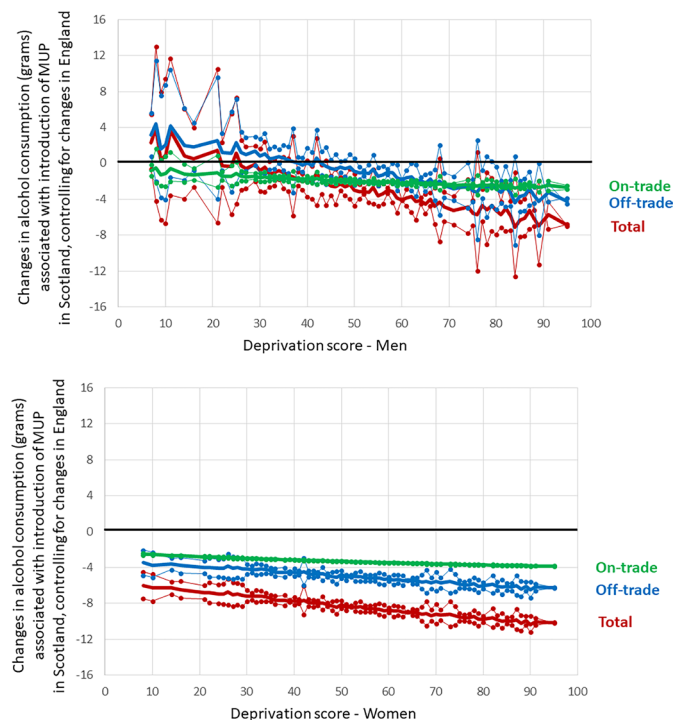 Changes in alcohol consumption (grams)
associated with introduction of MUP
in Scotland, controlling for changes in England
16
12
8
4
0
-4
-8
-12
-16
0 10 20 30 40 50 60 70 80 90 100
Deprivation score - Men
On-trade
Off-trade
Total
Changes in alcohol consumption (grams)
associated with introduction of MUP
in Scotland, controlling for changes in England
16
12
8
4
0
-4
-8
-12
-16
0 10 20 30 40 50 60 70 80 90 100
Deprivation score - Women
On-trade
Off-trade
Total